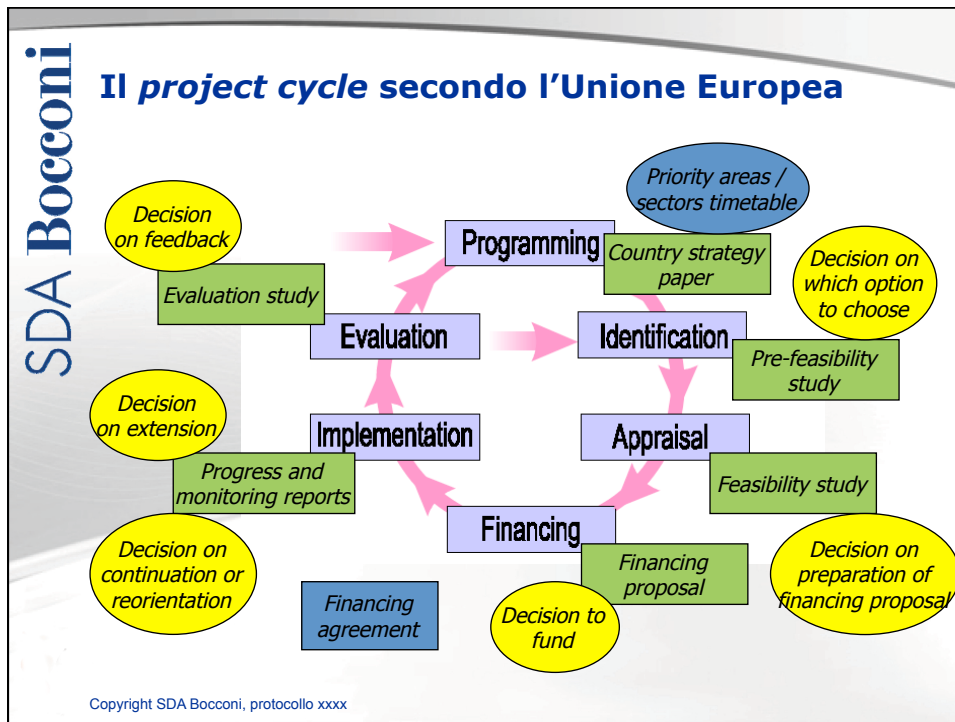 SDA Bocconi
Il project cycle secondo l'Unione Europea
Priority areas /
sectors timetable
Decision
on feedback
Programming
Country strategy
paper
Decision on
which option
to choose
Evaluation study
Evaluation
Identification
Pre-feasibility
study
Decision
on extension
Implementation
Appraisal
Progress and
monitoring reports
Feasibility study
Financing
Decision on
continuation or
reorientation
Financing
proposal
Decision on
preparation of
financing proposal
Financing
agreement
Decision to
fund
Copyright SDA Bocconi, protocollo xxxx